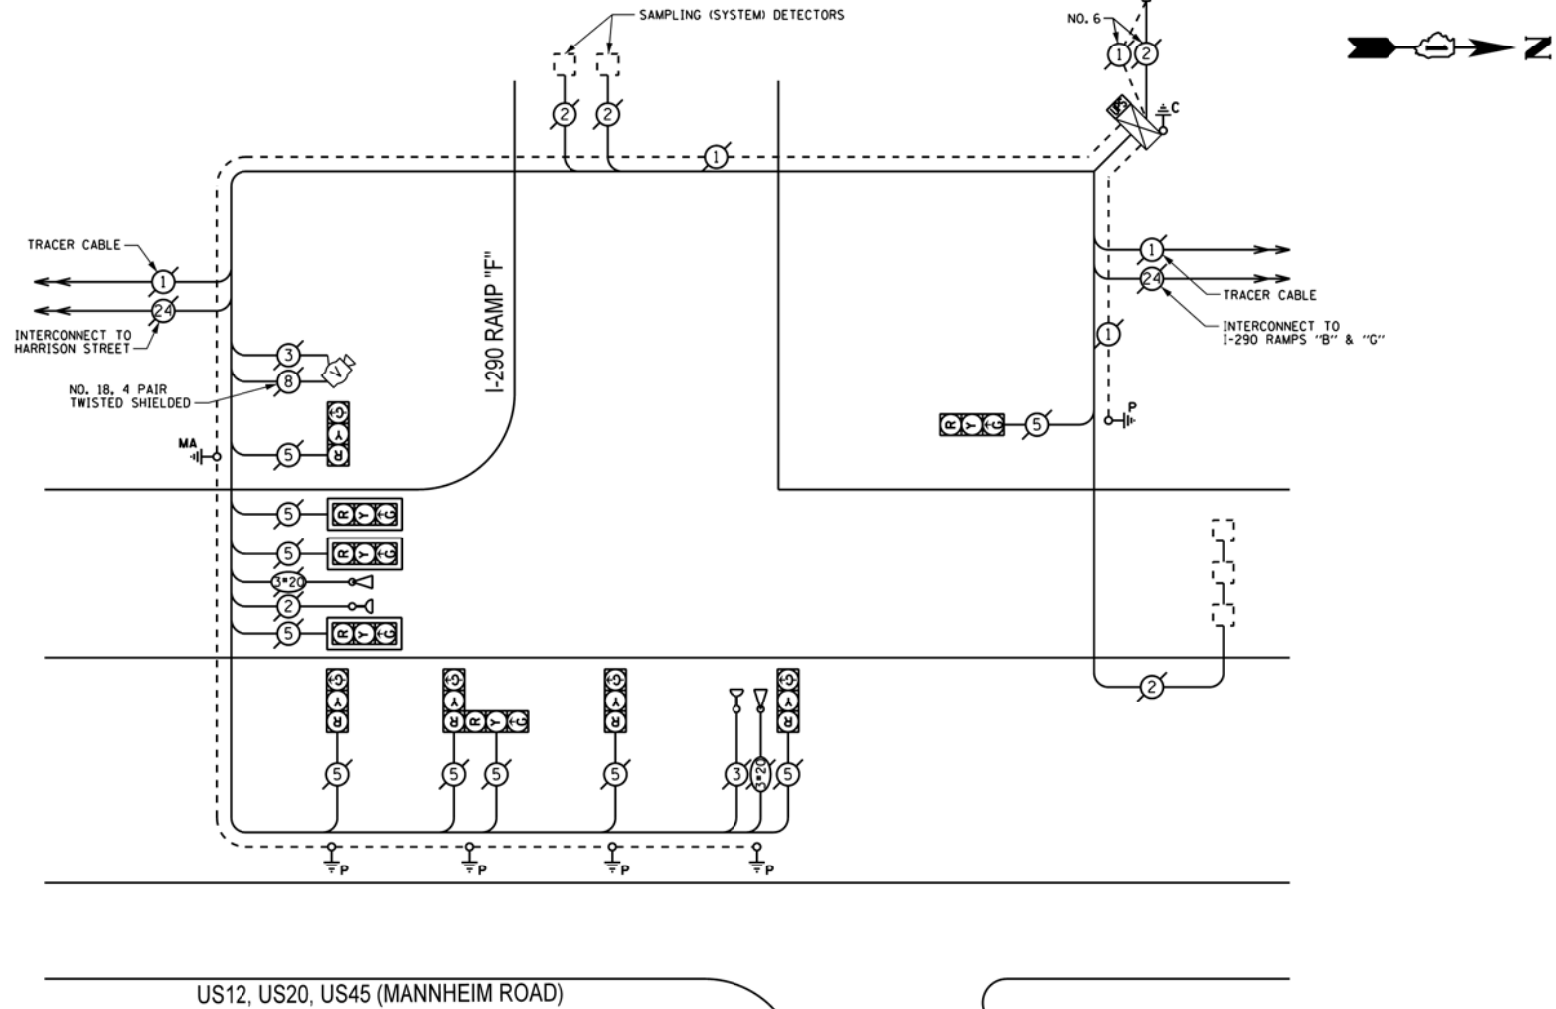 SAMPLING (SYSTEM) DETECTORS
NO. 6
1
2
N
2
2
UPS
C
1
TRACER CABLE
1
24
INTERCONNECT TO
HARRISON STREET
1
24
TRACER CABLE
INTERCONNECT TO
I-290 RAMPS "B" & "G"
1
I-290 RAMP "F"
3
8
V
NO. 18, 4 PAIR
TWISTED SHIELDED
G
Y
R
5
MA
R Y G
5
P
5
R Y G
5
R Y G
3#20
2
5
R Y G
G
Y
R
G
Y
R R Y G
G
Y
R
G
Y
R
2
5
5
5
5
3
3#20
5
P
P
P
P
US12, US20, US45 (MANNHEIM ROAD)